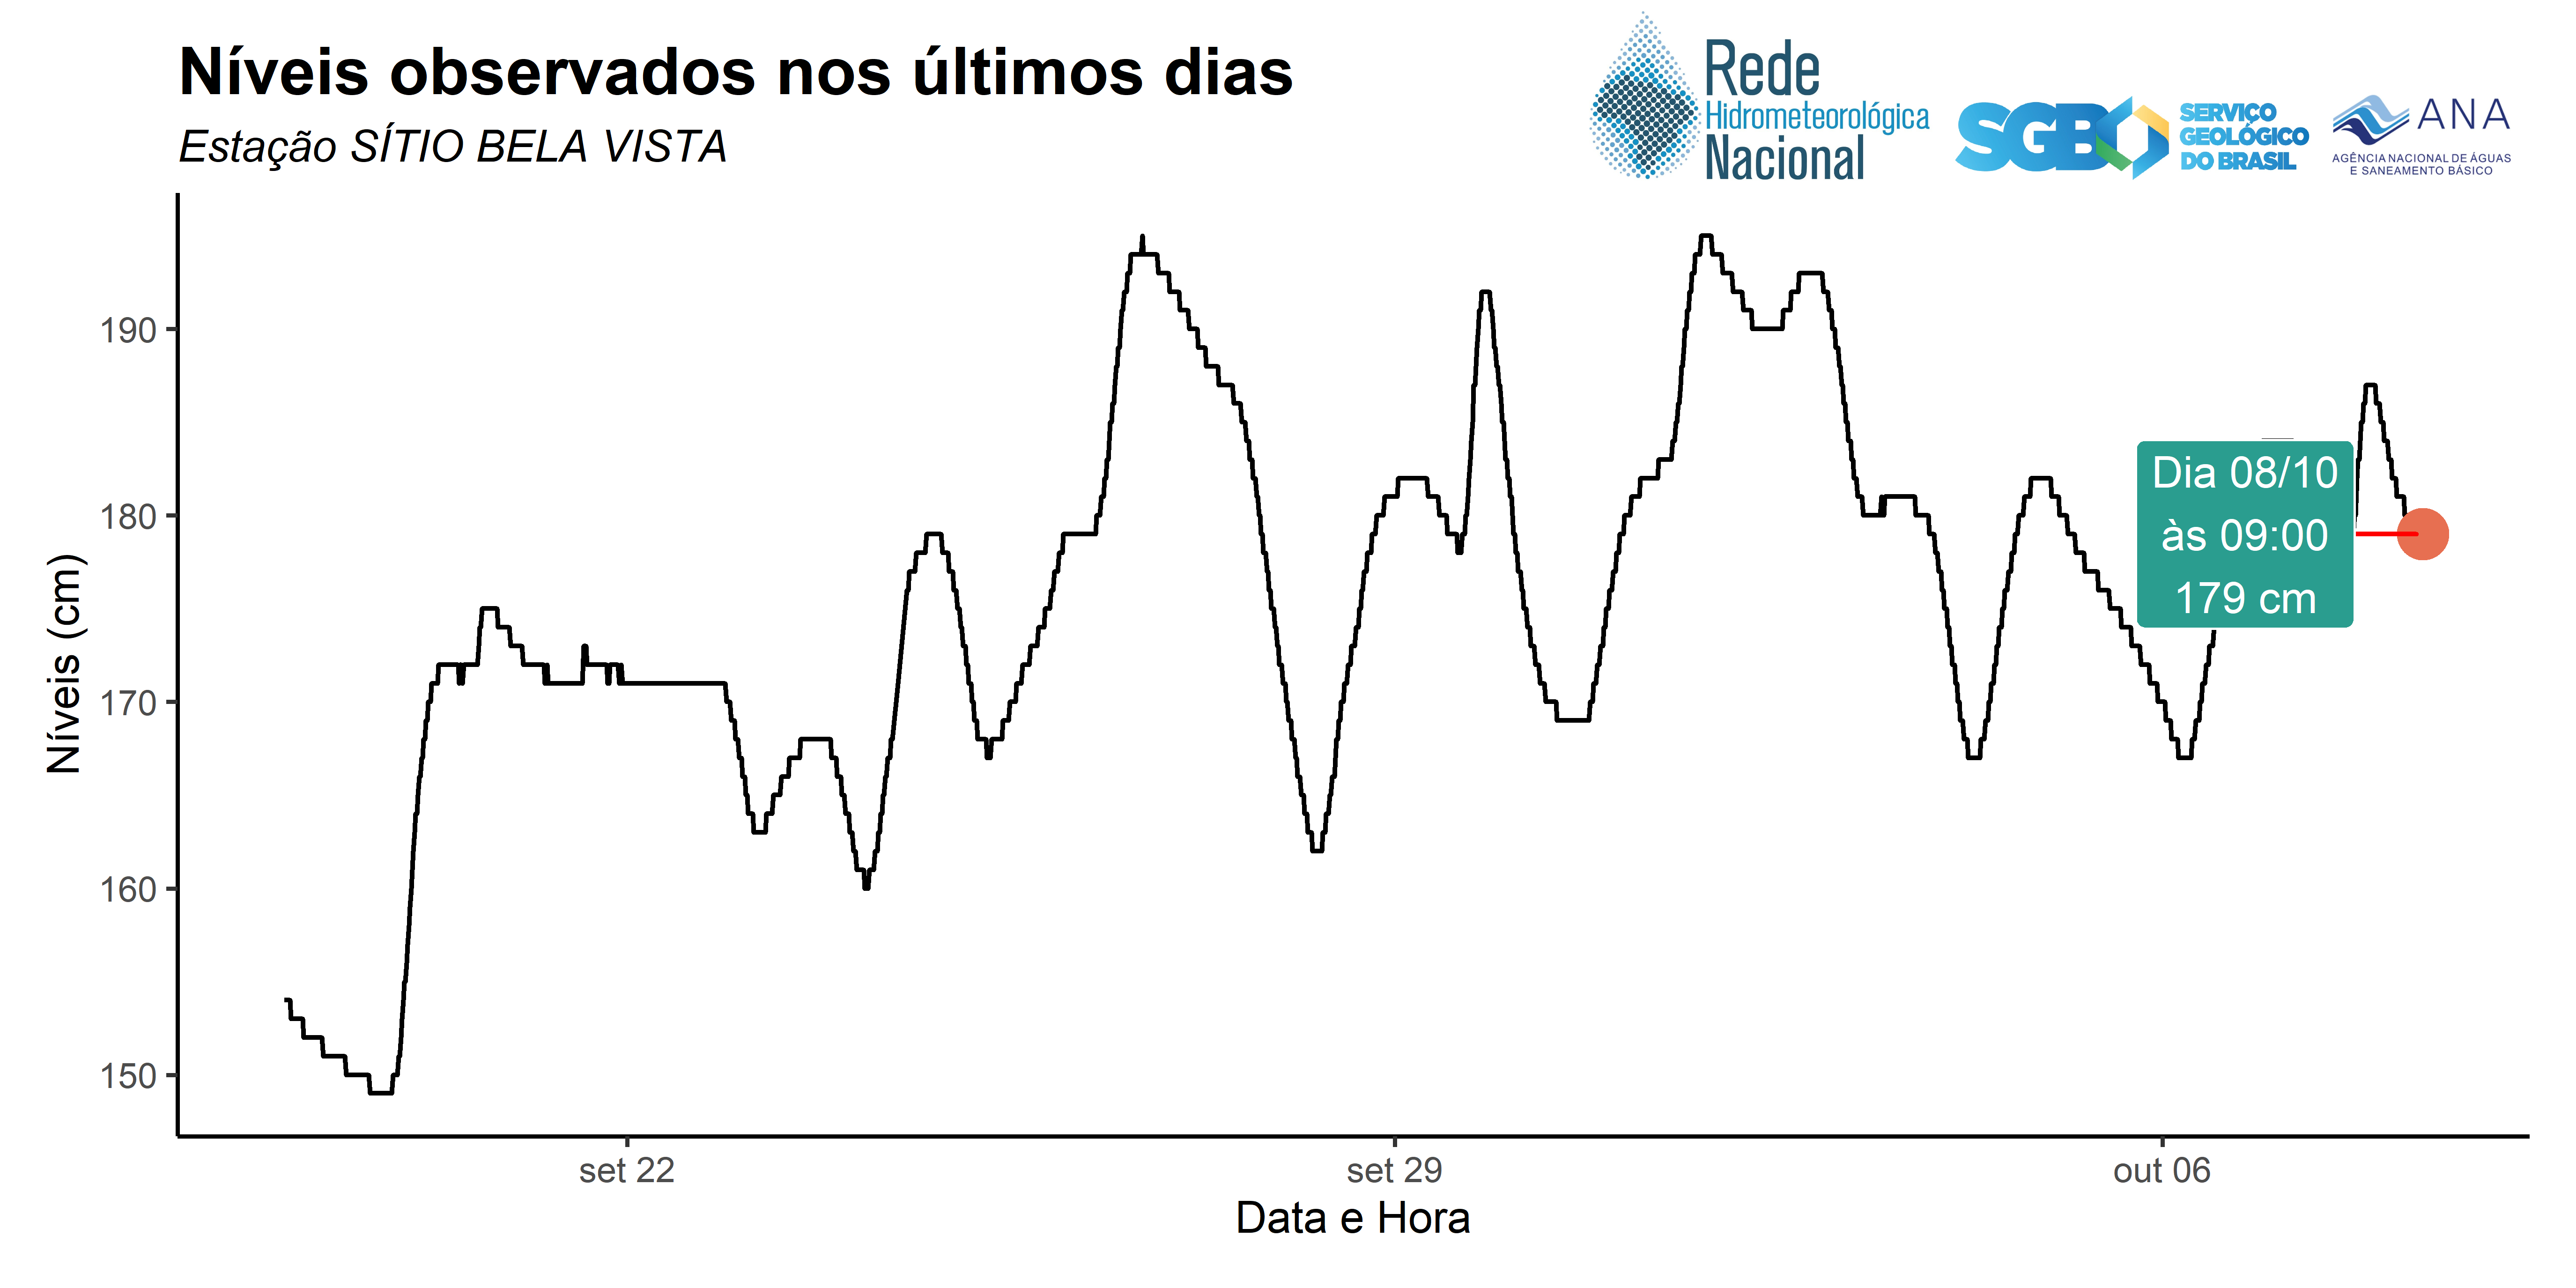 Níveis observados nos últimos dias
Estação SÍTIO BELA VISTA
Rede
Hidrometeorológica
Nacional
SGB
SERVIÇO
GEOLÓGICO
DO BRASIL
ANA
AGÊNCIA NACIONAL DE ÁGUAS
E SANEAMENTO BÁSICO
Níveis (cm)
190
180
170
160
150
Dia 08/10
às 09:00
179 cm
set 22
set 29
out 06
Data e Hora